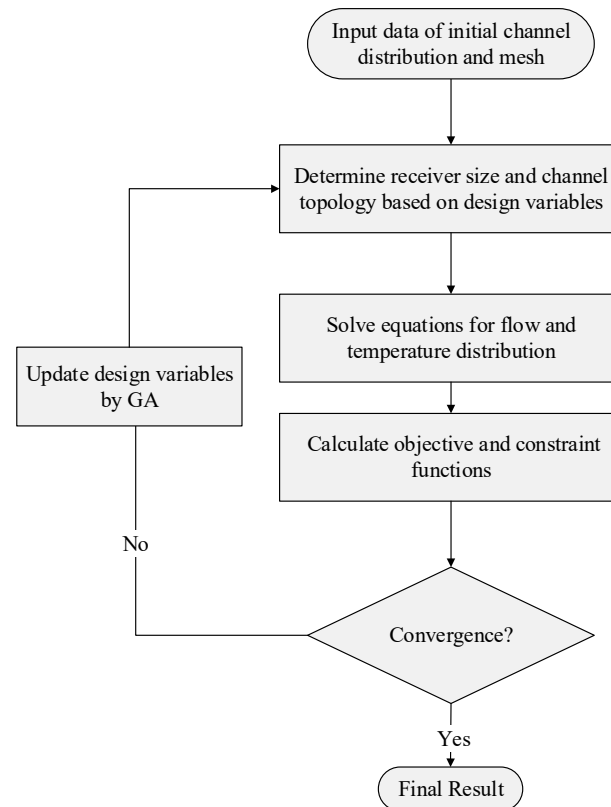 Input data of initial channel
distribution and mesh
Determine receiver size and channel
topology based on design variables
Solve equations for flow and
temperature distribution
Update design variables
by GA
Calculate objective and constraint
functions
No
Convergence?
Yes
Final Result